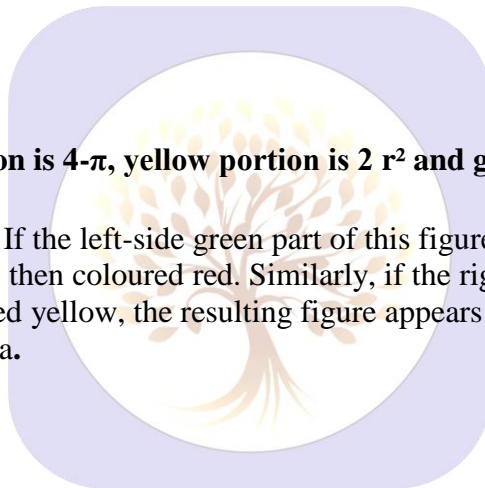 on is 4-π, yellow portion is 2 r² and g
If the left-side green part of this figure
then coloured red. Similarly, if the rig
ed yellow, the resulting figure appears
a.